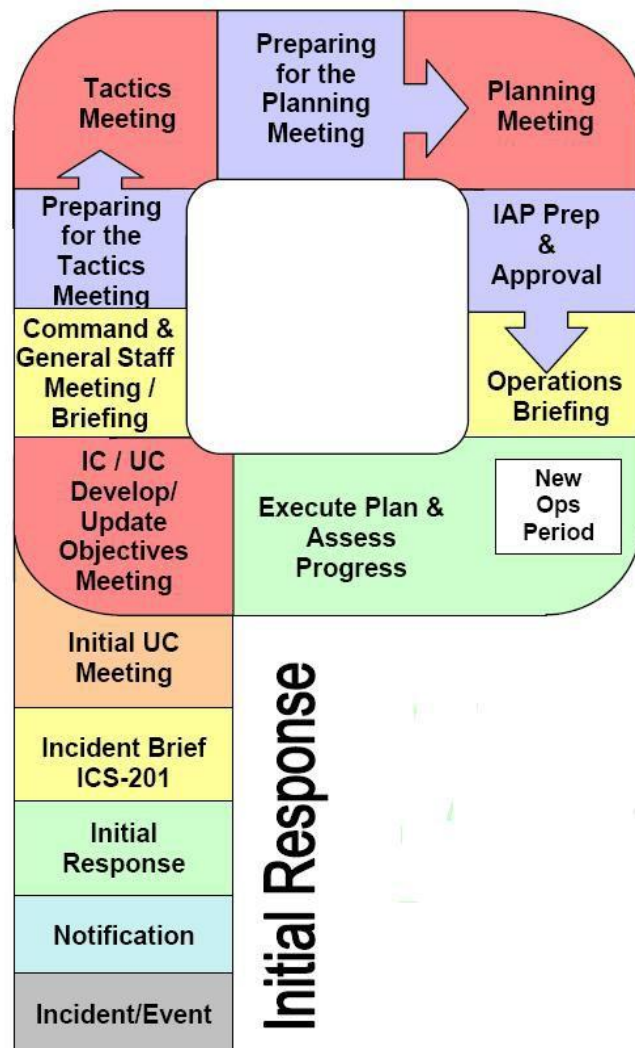 Tactics
Meeting
Preparing
for the
Planning
Meeting
Planning
Meeting
Preparing
for the
Tactics
Meeting
IAP Prep
&
Approval
Command &
General Staff
Meeting /
Briefing
Operations
Briefing
IC / UC
Develop/
Update
Objectives
Meeting
Execute Plan &
Assess
Progress
New
Ops
Period
Initial UC
Meeting
Incident Brief
ICS-201
Initial
Response
Notification
Incident/Event
Initial Response